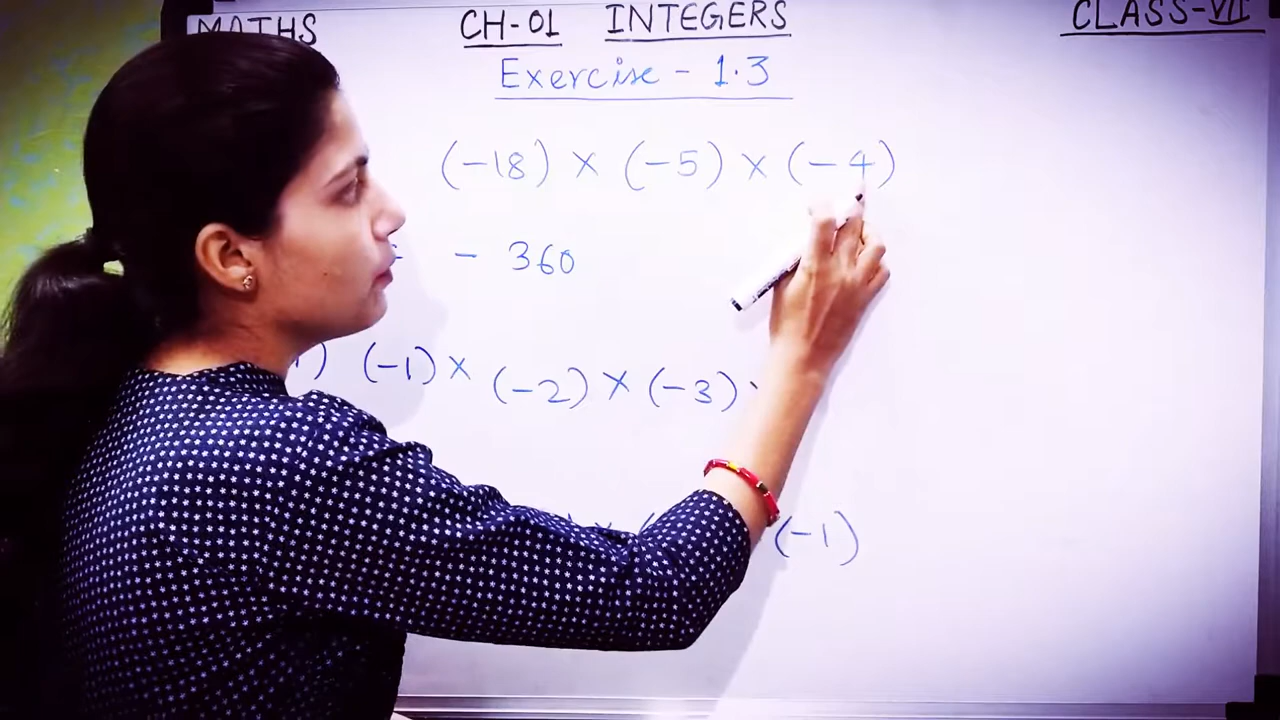 MATHS CH-01 INTEGERS CLASS-VII
Exercise - 1.3
(-18) × (-5) × (-4)
- 360
(-1) × (-2) × (-3)
(-1)